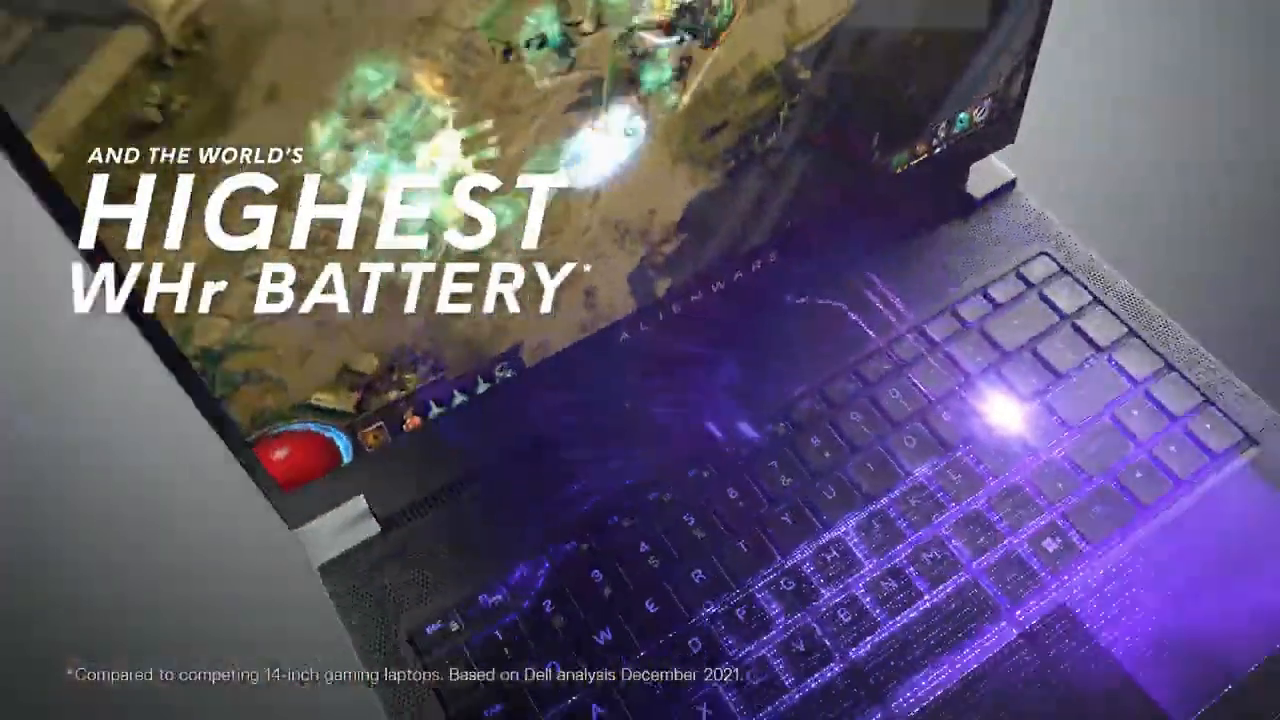 AND THE WORLD'S
HIGHEST
WHr BATTERY*
ALIENWARE
*Compared to competing 14-inch gaming laptops. Based on Dell analysis December 2021.